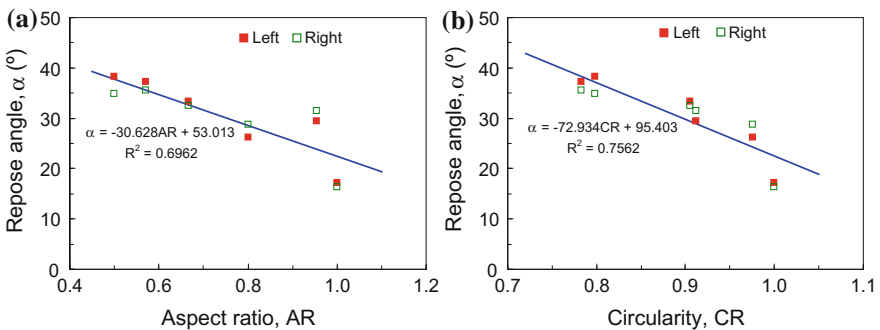 (a)
Left Right
Repose angle, α (º)
50
40
30
20
10
0
α = -30.628AR + 53.013
R² = 0.6962
0.4 0.6 0.8 1.0 1.2
Aspect ratio, AR
(b)
Left Right
Repose angle, α (º)
50
40
30
20
10
0
α = -72.934CR + 95.403
R² = 0.7562
0.7 0.8 0.9 1.0 1.1
Circularity, CR